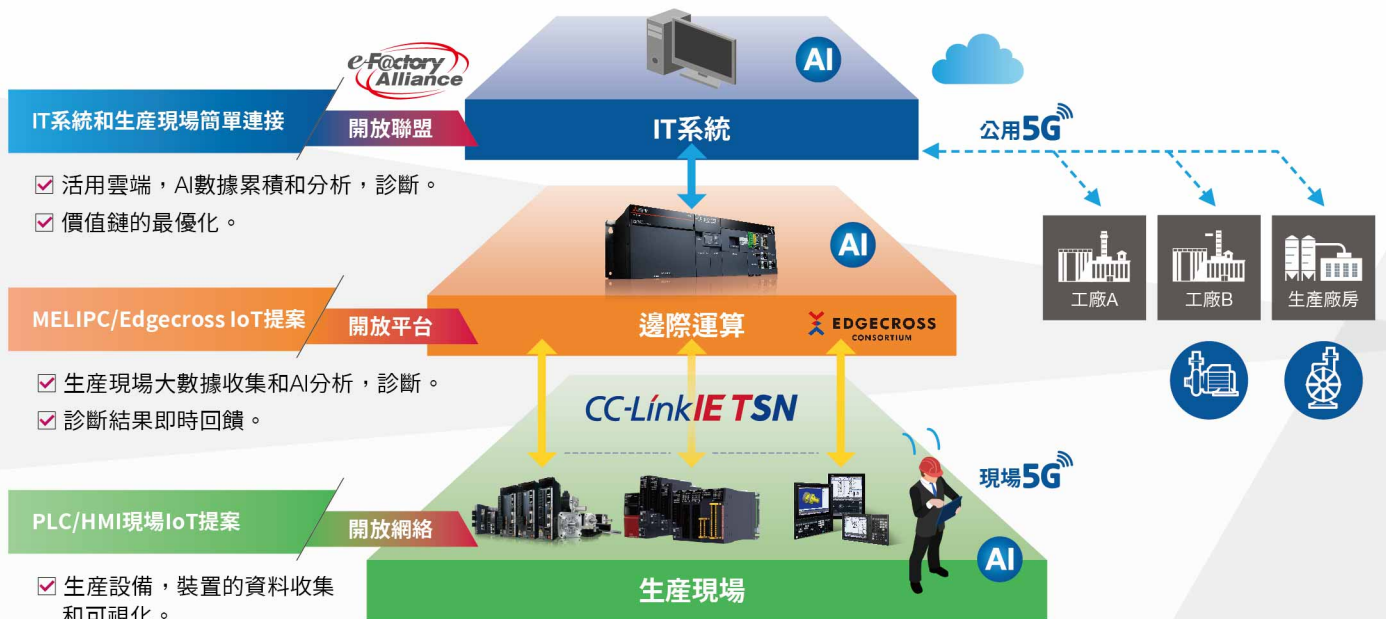 e-F@ctory
Alliance
IT系統和生產現場簡單連接
開放聯盟
活用雲端，AI數據累積和分析，診斷。
價值鏈的最優化。
AI
IT系統
公用5G
工廠A
工廠B
生產廠房
MELIPC/Edgecross IoT提案
開放平台
生產現場大數據收集和AI分析，診斷。
診斷結果即時回饋。
AI
邊際運算
EDGECROSS
CONSORTIUM
CC-Link IE TSN
現場5G
PLC/HMI現場IoT提案
開放網絡
生產設備，裝置的資料收集
和可視化。
AI
生產現場